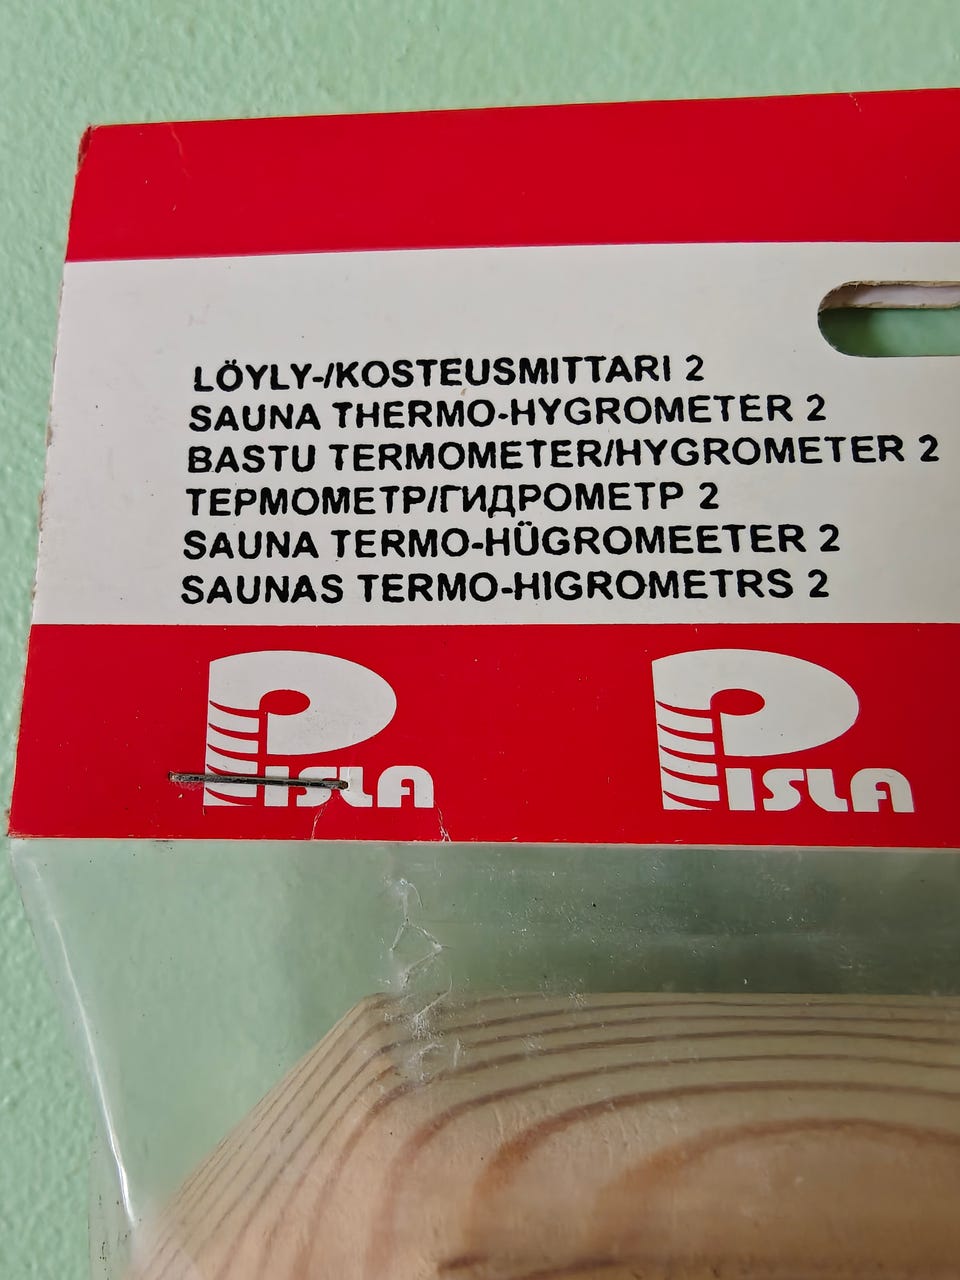 LÖYLY-/KOSTEUSMITTARI 2
SAUNA THERMO-HYGROMETER 2
BASTU TERMOMETER/HYGROMETER 2
ТЕРМОМЕТР/ГИДРОМЕТР 2
SAUNA TERMO-HÜGROMEETER 2
SAUNAS TERMO-HIGROMETRS 2
PISLA PISLA